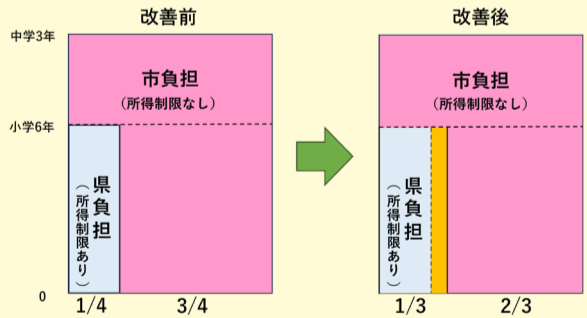 改善前
中学3年
市負担
（所得制限なし）
小学6年
県負担
（所得制限あり）
0
1/4
3/4
改善後
市負担
（所得制限なし）
県負担
（所得制限あり）
1/3
2/3